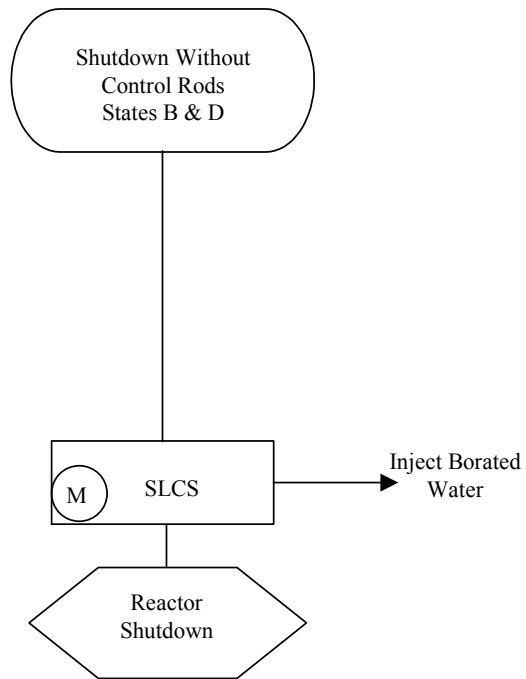 Shutdown Without
Control Rods
States B & D
M
SLCS
Inject Borated
Water
Reactor
Shutdown